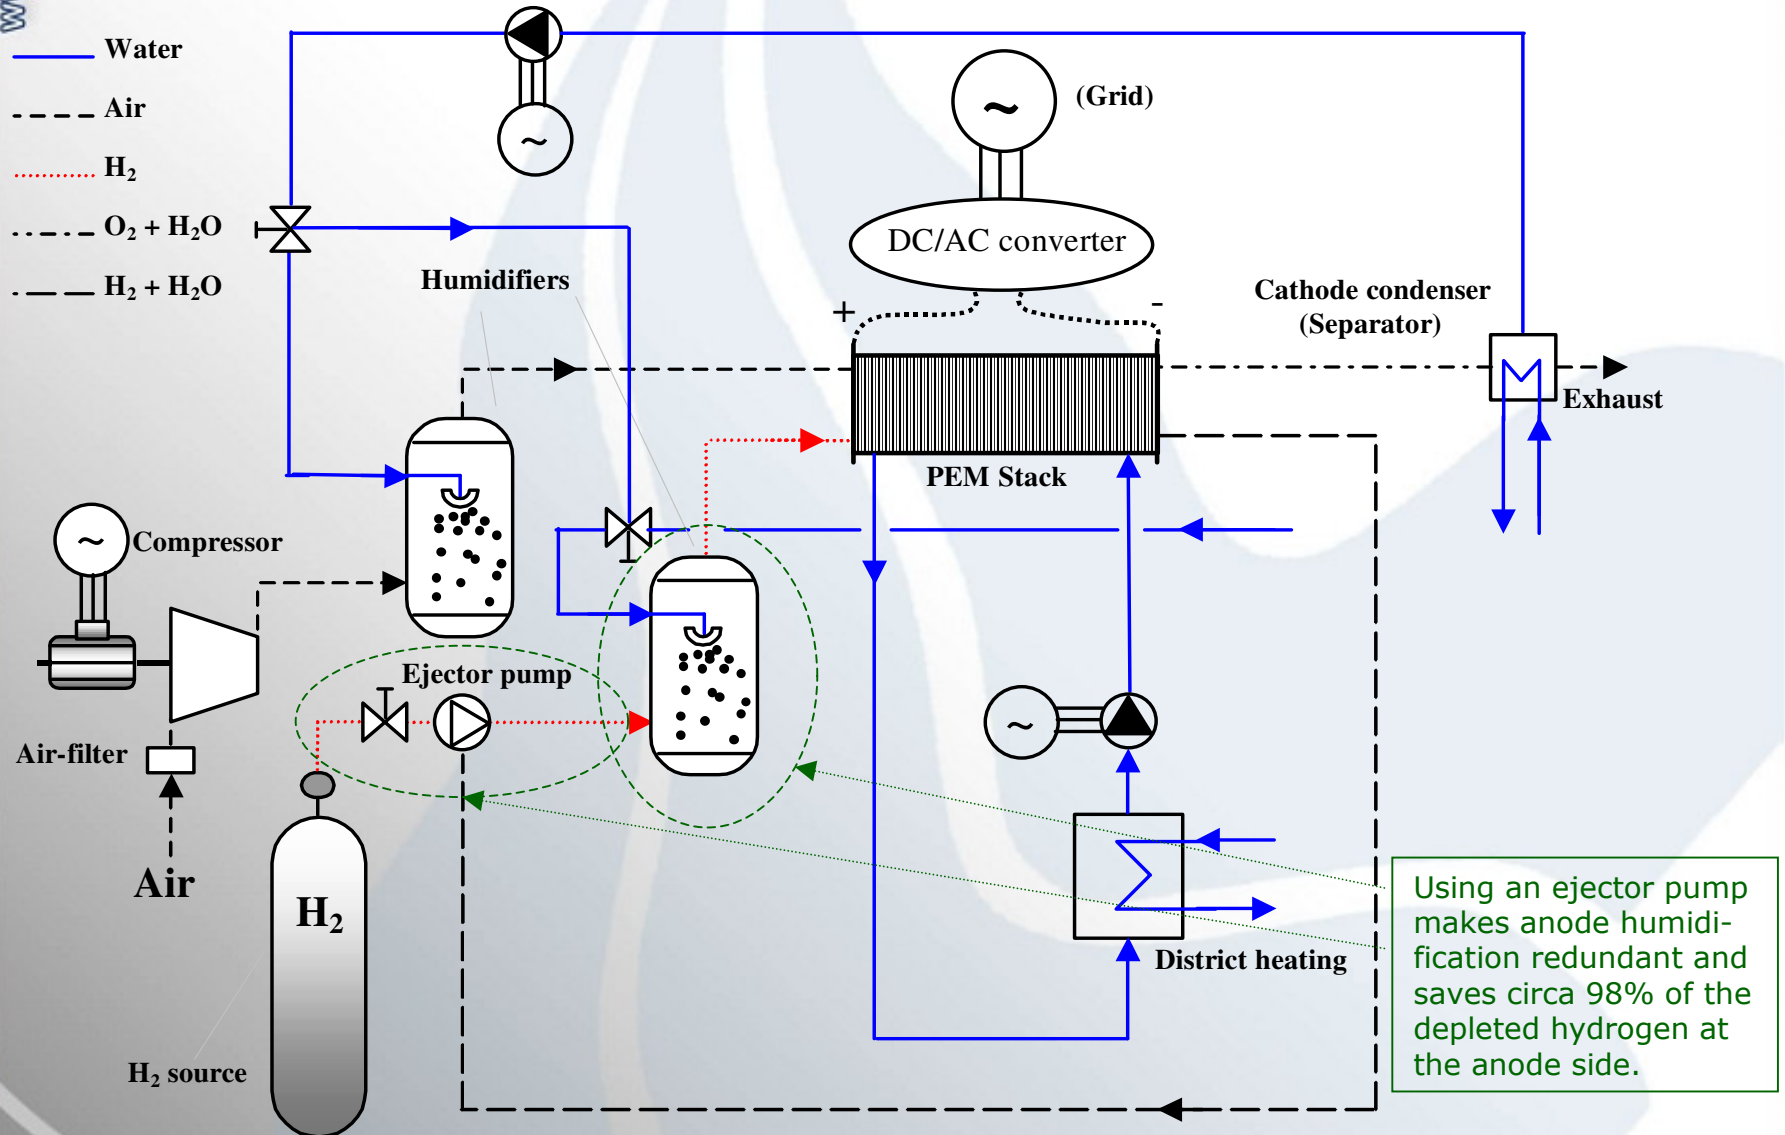 W
Water
Air
H₂
O₂ + H₂O
H₂ + H₂O
~
~
(Grid)
DC/AC converter
Humidifiers
+
-
Cathode condenser
(Separator)
Exhaust
PEM Stack
~
Compressor
Ejector pump
Air-filter
Air
H₂
H₂ source
~
District heating
Using an ejector pump
makes anode humidi-
fication redundant and
saves circa 98% of the
depleted hydrogen at
the anode side.